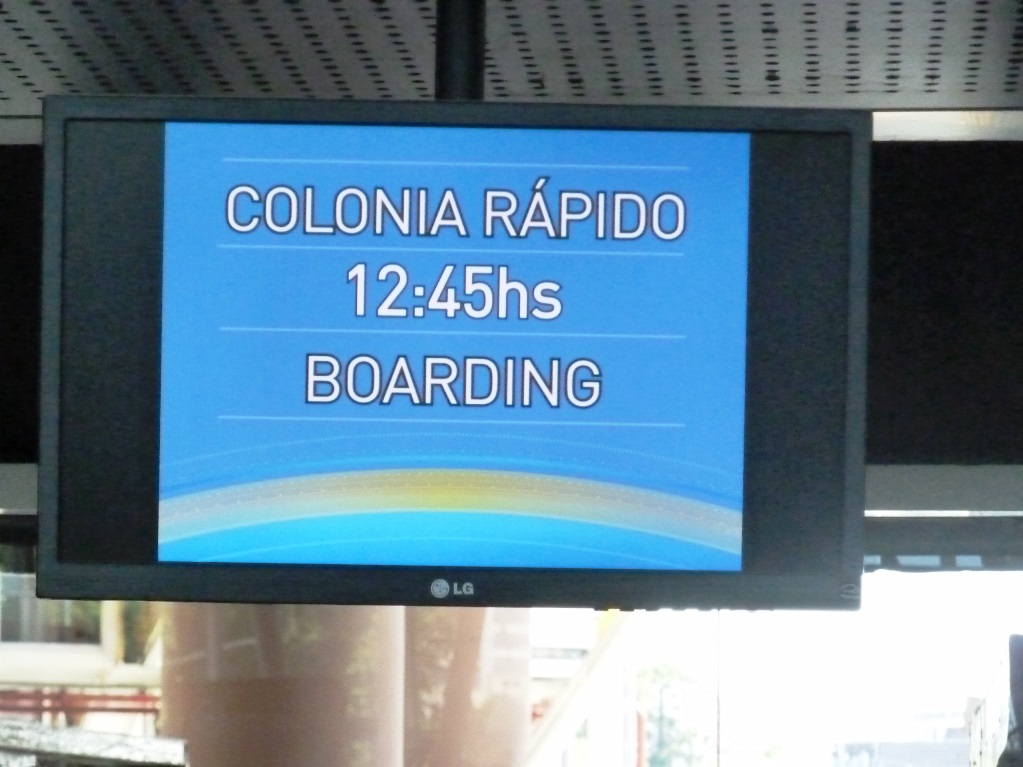 COLONIA RÁPIDO
12:45hs
BOARDING
LG